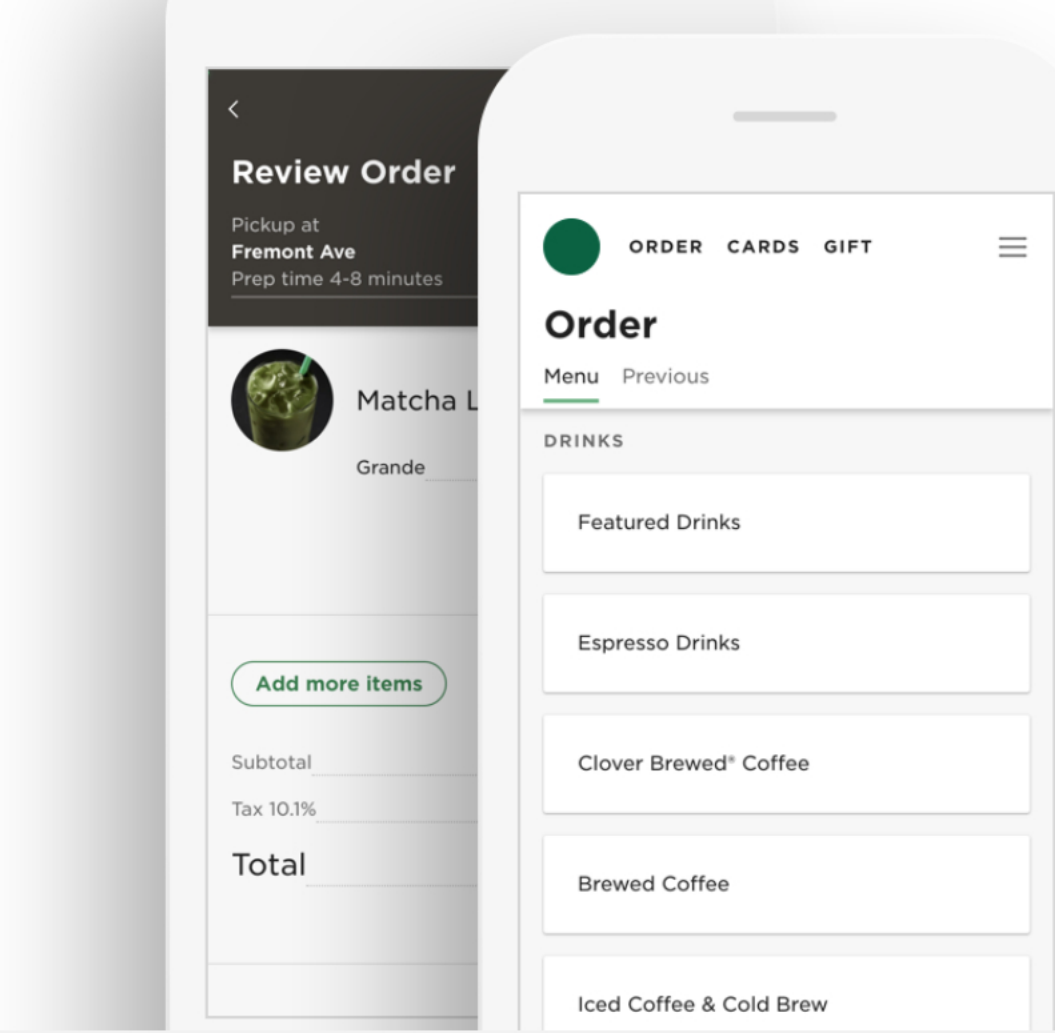 Review Order
Pickup at
Fremont Ave
Prep time 4-8 minutes
Matcha L
Grande
Add more items
Subtotal
Tax 10.1%
Total
ORDER CARDS GIFT
Order
Menu Previous
DRINKS
Featured Drinks
Espresso Drinks
Clover Brewed® Coffee
Brewed Coffee
Iced Coffee & Cold Brew